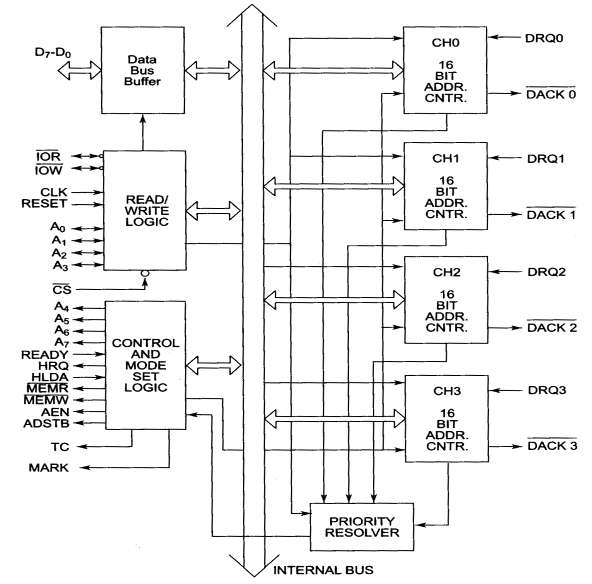 D7-D0
Data
Bus
Buffer
IOR
IOW
CLK
RESET
A0
A1
A2
A3
READ/
WRITE
LOGIC
CS
A4
A5
A6
A7
READY
HRQ
HLDA
MEMR
MEMW
AEN
ADSTB
TC
MARK
CONTROL
AND
MODE
SET
LOGIC
CH0
16
BIT
ADDR.
CNTR.
DRQ0
DACK 0
CH1
16
BIT
ADDR.
CNTR.
DRQ1
DACK 1
CH2
16
BIT
ADDR.
CNTR.
DRQ2
DACK 2
CH3
16
BIT
ADDR.
CNTR.
DRQ3
DACK 3
PRIORITY
RESOLVER
INTERNAL BUS